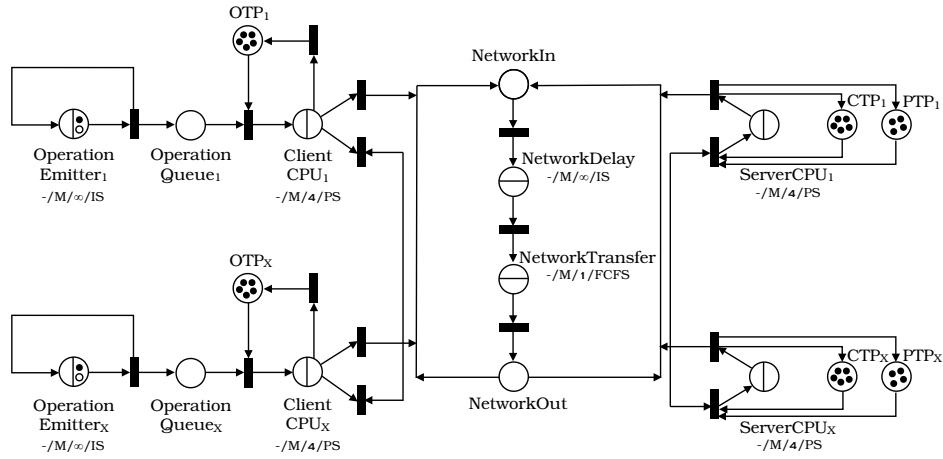 OTP₁
NetworkIn
CTP₁
PTP₁
Operation
Emitter₁
-/M/∞/IS
Operation
Queue₁
Client
CPU₁
-/M/4/PS
NetworkDelay
-/M/∞/IS
ServerCPU₁
-/M/4/PS
NetworkTransfer
-/M/1/FCFS
OTPX
CTPX
PTPX
Operation
EmitterX
-/M/∞/IS
Operation
QueueX
Client
CPUX
-/M/4/PS
NetworkOut
ServerCPUX
-/M/4/PS